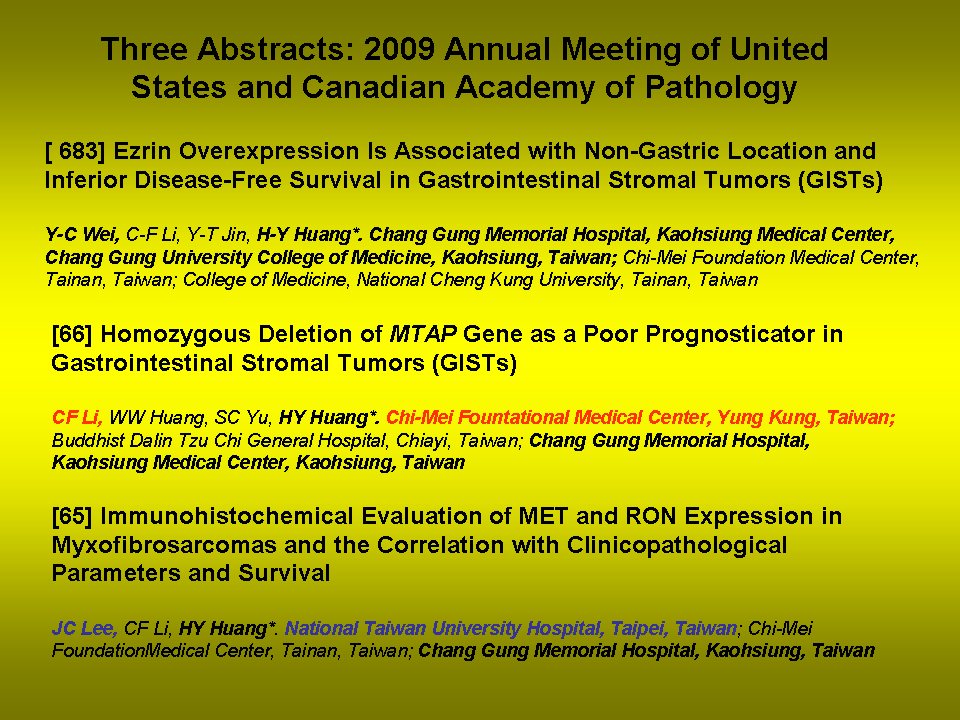 Three Abstracts: 2009 Annual Meeting of United
States and Canadian Academy of Pathology
[ 683] Ezrin Overexpression Is Associated with Non-Gastric Location and
Inferior Disease-Free Survival in Gastrointestinal Stromal Tumors (GISTs)
Y-C Wei, C-F Li, Y-T Jin, H-Y Huang*. Chang Gung Memorial Hospital, Kaohsiung Medical Center,
Chang Gung University College of Medicine, Kaohsiung, Taiwan; Chi-Mei Foundation Medical Center,
Tainan, Taiwan; College of Medicine, National Cheng Kung University, Tainan, Taiwan
[66] Homozygous Deletion of MTAP Gene as a Poor Prognosticator in
Gastrointestinal Stromal Tumors (GISTs)
CF Li, WW Huang, SC Yu, HY Huang*. Chi-Mei Fountational Medical Center, Yung Kung, Taiwan;
Buddhist Dalin Tzu Chi General Hospital, Chiayi, Taiwan; Chang Gung Memorial Hospital,
Kaohsiung Medical Center, Kaohsiung, Taiwan
[65] Immunohistochemical Evaluation of MET and RON Expression in
Myxofibrosarcomas and the Correlation with Clinicopathological
Parameters and Survival
JC Lee, CF Li, HY Huang*. National Taiwan University Hospital, Taipei, Taiwan; Chi-Mei
FoundationMedical Center, Tainan, Taiwan; Chang Gung Memorial Hospital, Kaohsiung, Taiwan